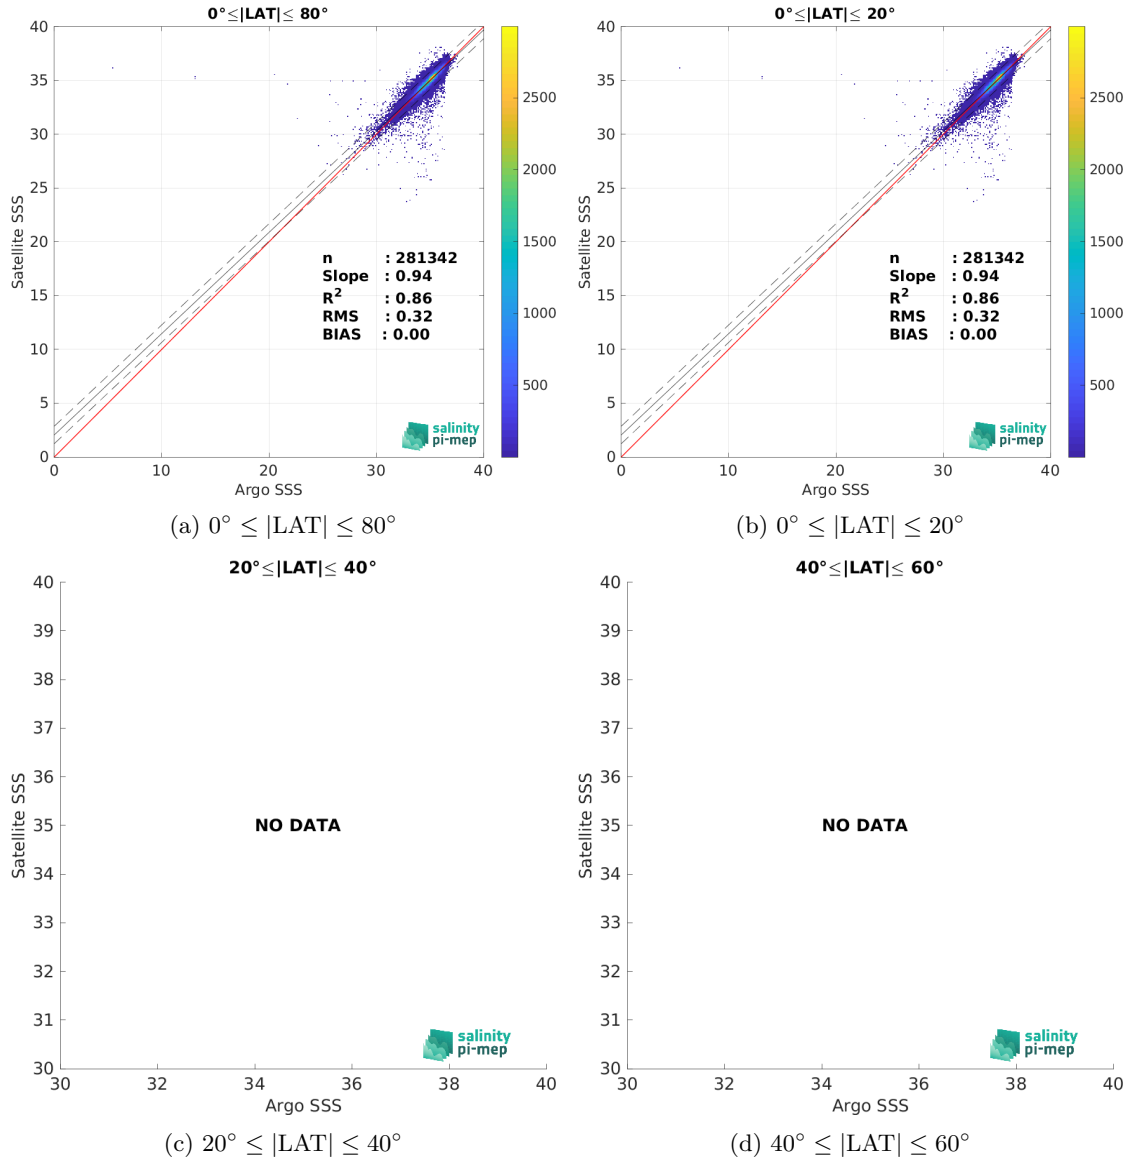 0°≤|LAT|≤ 80°
40
35
30
25
20
15
10
5
0
Satellite SSS
0
10
20
30
40
Argo SSS
2500
2000
1500
1000
500
n : 281342
Slope : 0.94
R² : 0.86
RMS : 0.32
BIAS : 0.00
salinity
pi-mep
(a) 0° ≤ |LAT| ≤ 80°
0°≤|LAT|≤ 20°
40
35
30
25
20
15
10
5
0
Satellite SSS
0
10
20
30
40
Argo SSS
2500
2000
1500
1000
500
n : 281342
Slope : 0.94
R² : 0.86
RMS : 0.32
BIAS : 0.00
salinity
pi-mep
(b) 0° ≤ |LAT| ≤ 20°
20°≤|LAT|≤ 40°
40
39
38
37
36
35
34
33
32
31
30
Satellite SSS
NO DATA
30
32
34
36
38
40
Argo SSS
salinity
pi-mep
(c) 20° ≤ |LAT| ≤ 40°
40°≤|LAT|≤ 60°
40
39
38
37
36
35
34
33
32
31
30
Satellite SSS
NO DATA
30
32
34
36
38
40
Argo SSS
salinity
pi-mep
(d) 40° ≤ |LAT| ≤ 60°